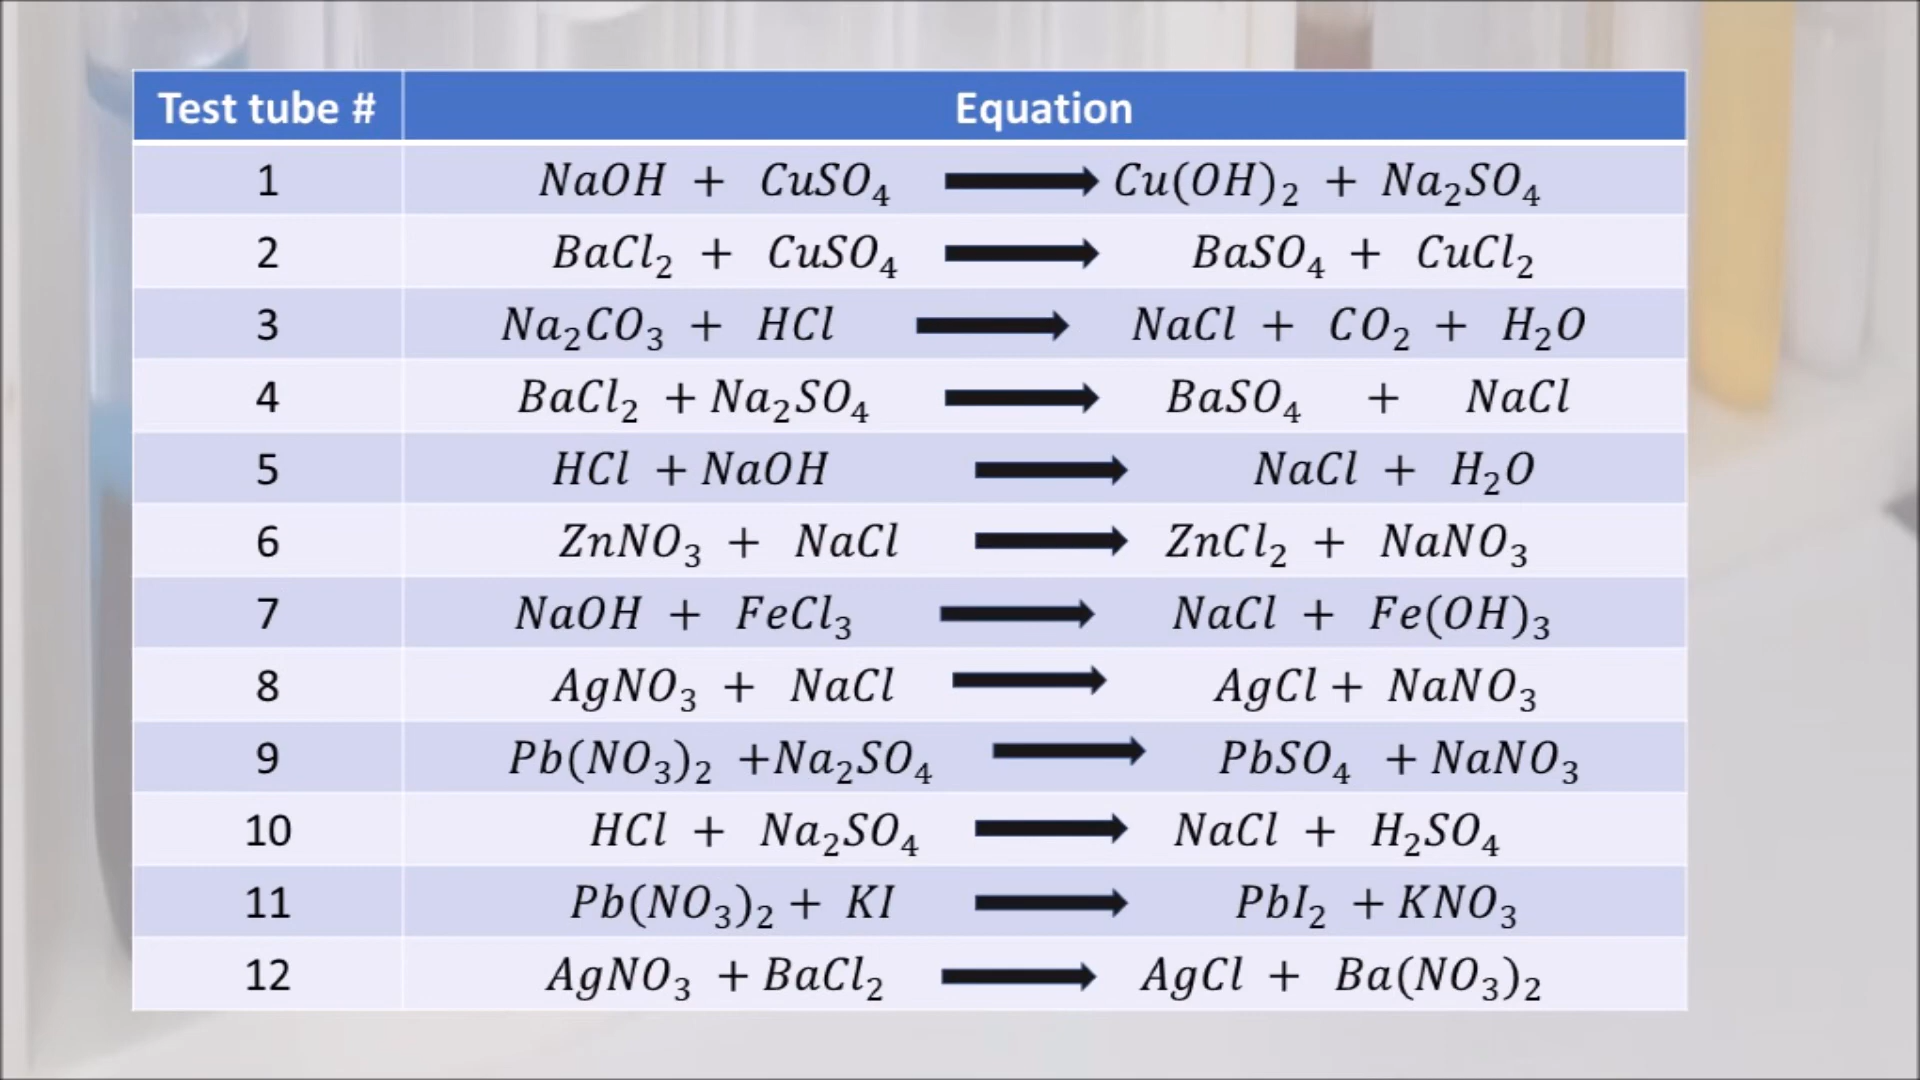 Test tube # Equation
1 NaOH + CuSO₄ ⟶ Cu(OH)₂ + Na₂SO₄
2 BaCl₂ + CuSO₄ ⟶ BaSO₄ + CuCl₂
3 Na₂CO₃ + HCl ⟶ NaCl + CO₂ + H₂O
4 BaCl₂ + Na₂SO₄ ⟶ BaSO₄ + NaCl
5 HCl + NaOH ⟶ NaCl + H₂O
6 ZnNO₃ + NaCl ⟶ ZnCl₂ + NaNO₃
7 NaOH + FeCl₃ ⟶ NaCl + Fe(OH)₃
8 AgNO₃ + NaCl ⟶ AgCl + NaNO₃
9 Pb(NO₃)₂ +Na₂SO₄ ⟶ PbSO₄ + NaNO₃
10 HCl + Na₂SO₄ ⟶ NaCl + H₂SO₄
11 Pb(NO₃)₂ + KI ⟶ PbI₂ + KNO₃
12 AgNO₃ + BaCl₂ ⟶ AgCl + Ba(NO₃)₂